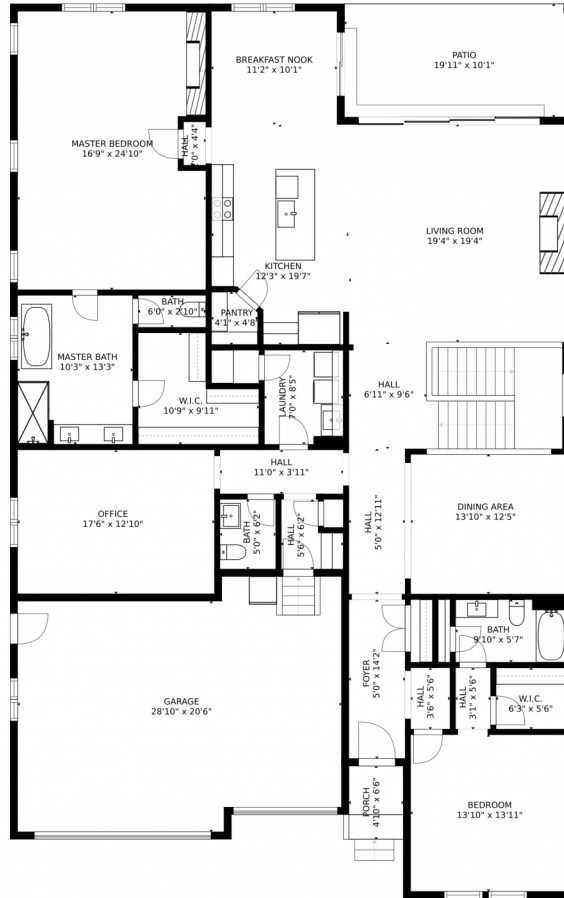 BREAKFAST NOOK
11'2" x 10'1"
PATIO
19'11" x 10'1"
MASTER BEDROOM
16'9" x 24'10"
HALL
LIVING ROOM
19'4" x 19'4"
KITCHEN
12'3" x 19'7"
BATH
6'0" x 2'10"
PANTRY
4'1" x 4'8"
MASTER BATH
10'3" x 13'3"
W.I.C.
10'9" x 9'11"
LAUNDRY
7'0" x 8'5"
HALL
6'11" x 9'6"
HALL
11'0" x 3'11"
OFFICE
17'6" x 12'10"
BATH
5'0" x 6'2"
HALL
5'6" x 6'2"
HALL
5'0" x 12'11"
DINING AREA
13'10" x 12'5"
BATH
9'10" x 5'7"
FOYER
5'0" x 14'2"
HALL
3'6" x 5'6"
HALL
3'1" x 5'6"
W.I.C.
6'3" x 5'6"
GARAGE
28'10" x 20'6"
PORCH
4'10" x 6'6"
BEDROOM
13'10" x 13'11"